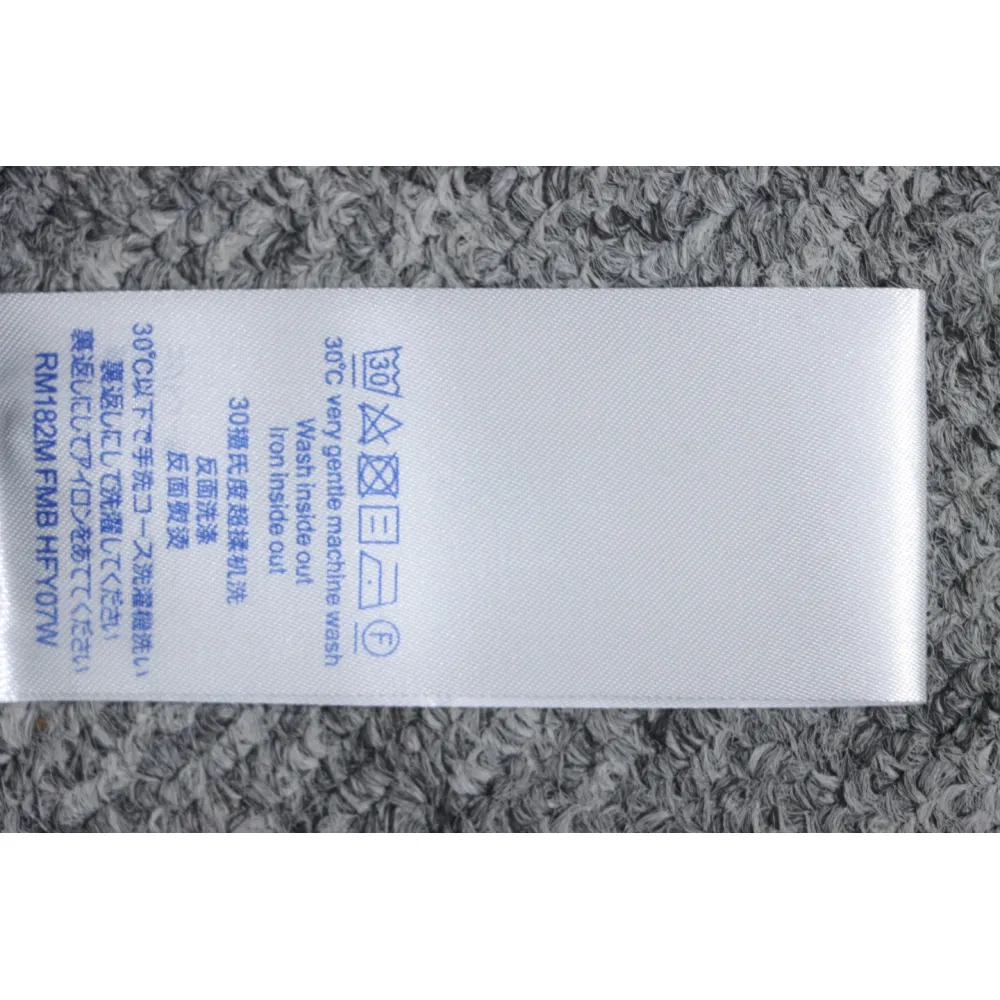 30 F
30°C very gentle machine wash
Wash inside out
Iron inside out
30摄氏度超揉机洗
反面洗涤
反面熨烫
30°C以下で手洗コース洗濯機洗い
裏返しにして洗濯してください
裏返しにしてアイロンをあててください
RM182M FMB HFY07W